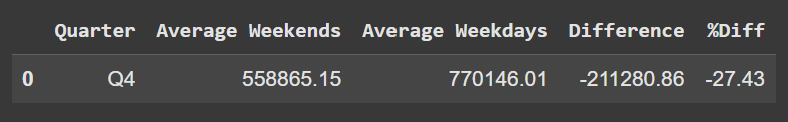 Quarter Average Weekends Average Weekdays Difference %Diff
0 Q4 558865.15 770146.01 -211280.86 -27.43